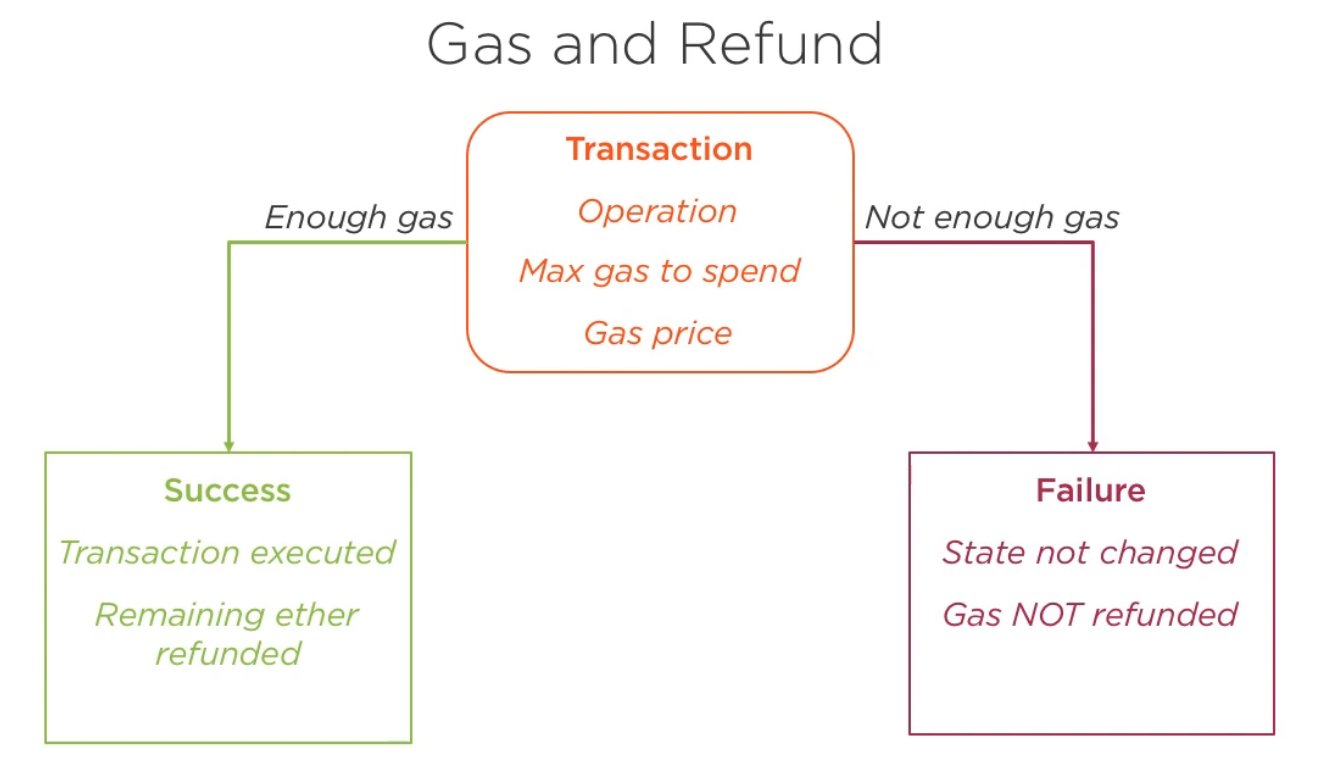 Gas and Refund
Transaction
Operation
Max gas to spend
Gas price
Enough gas
Not enough gas
Success
Transaction executed
Remaining ether
refunded
Failure
State not changed
Gas NOT refunded